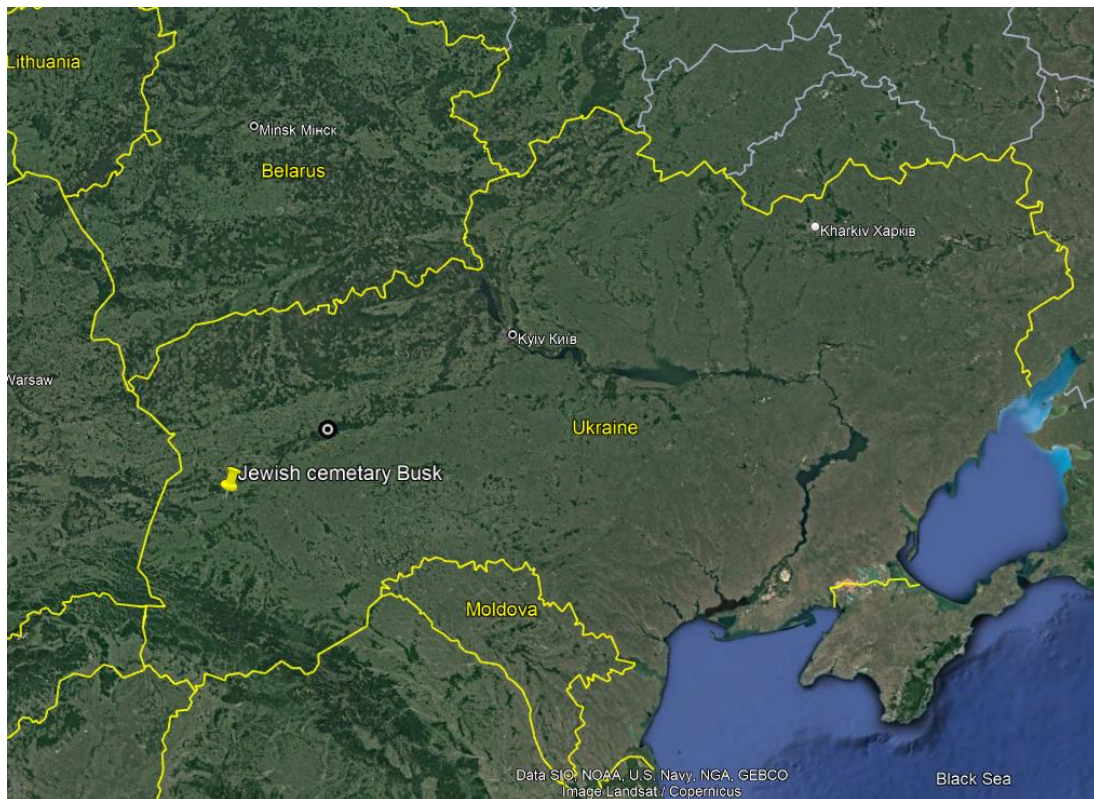 Lithuania
Minsk Мінск
Belarus
Kharkiv Харків
Kyiv Київ
Warsaw
Ukraine
Jewish cemetary Busk
Moldova
Data SIO, NOAA, U.S. Navy, NGA, GEBCO
Image Landsat / Copernicus
Black Sea